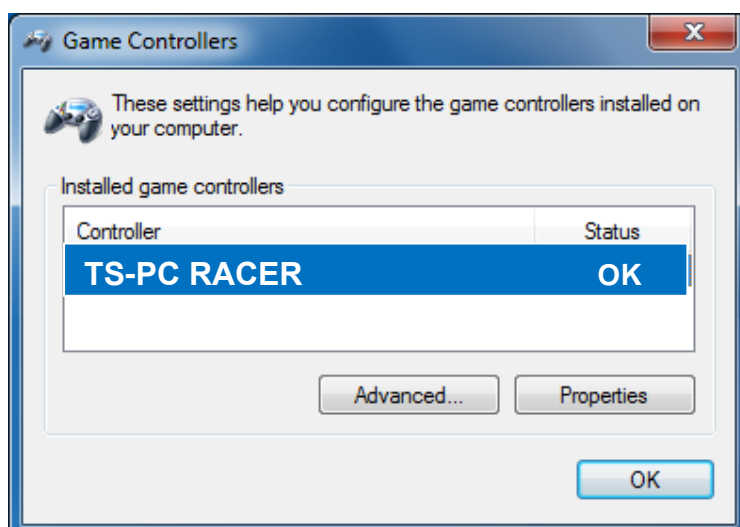 Game Controllers
These settings help you configure the game controllers installed on
your computer.
Installed game controllers
Controller Status
TS-PC RACER OK
Advanced... Properties
OK